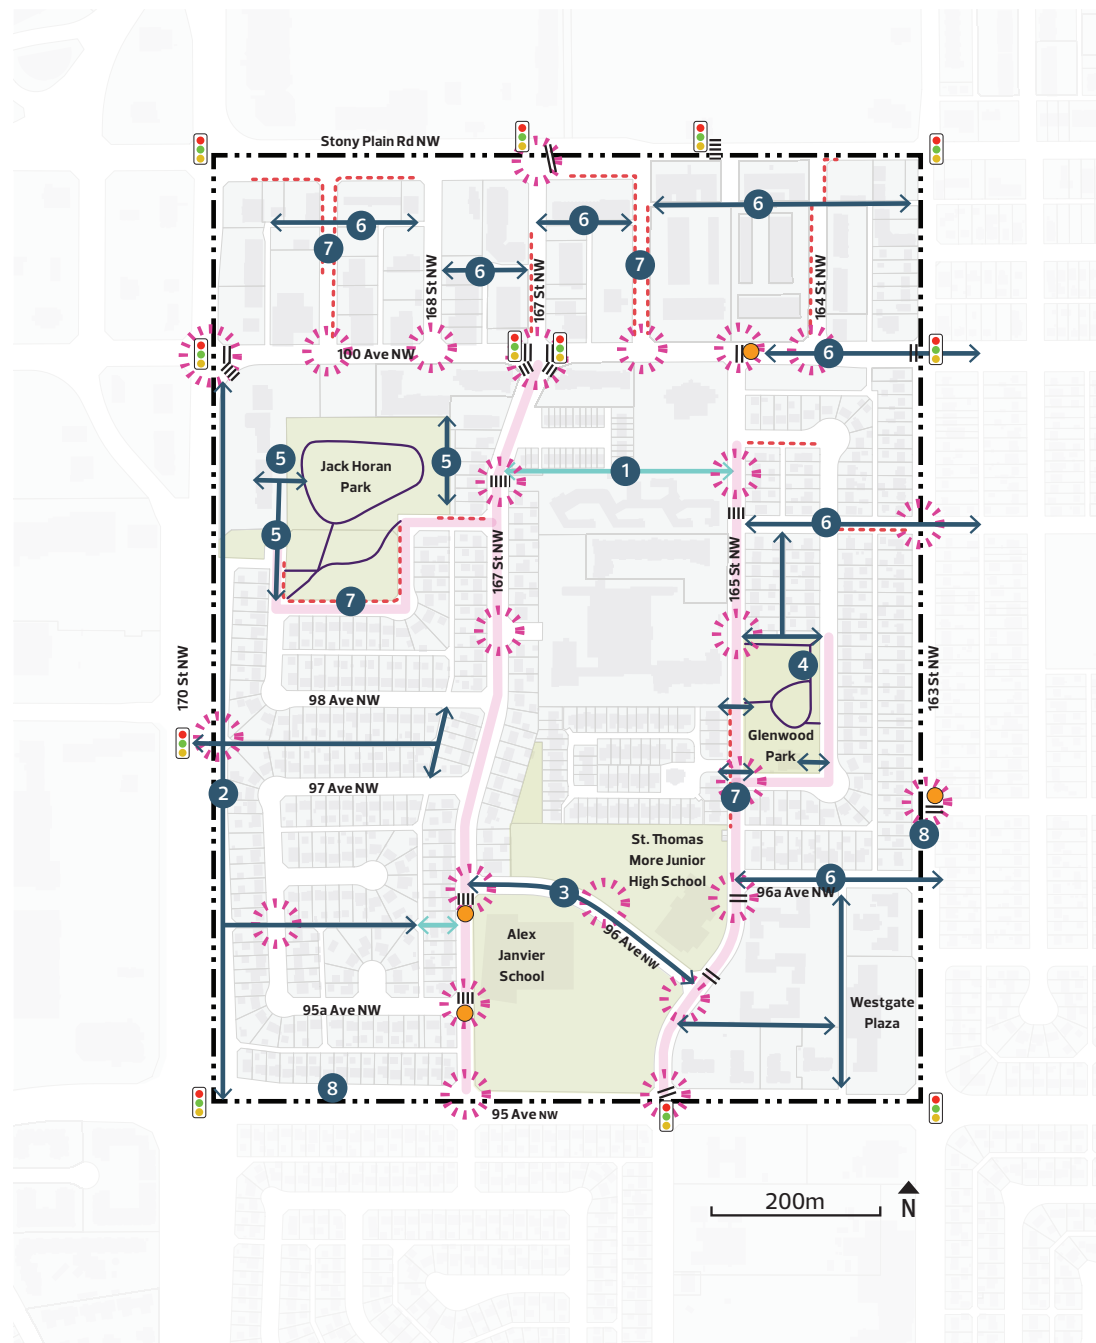 Stony Plain Rd NW
6
6
6
7
6
7
168 St NW
167 St NW
164 St NW
100 Ave NW
6
5
Jack Horan
Park
5
1
5
6
7
167 St NW
165 St NW
170 St NW
163 St NW
4
98 Ave NW
Glenwood
Park
97 Ave NW
2
7
8
St. Thomas
More Junior
High School
6
96a Ave NW
3
96 Ave NW
Alex
Janvier
School
95a Ave NW
Westgate
Plaza
8
95 Ave NW
200m
N